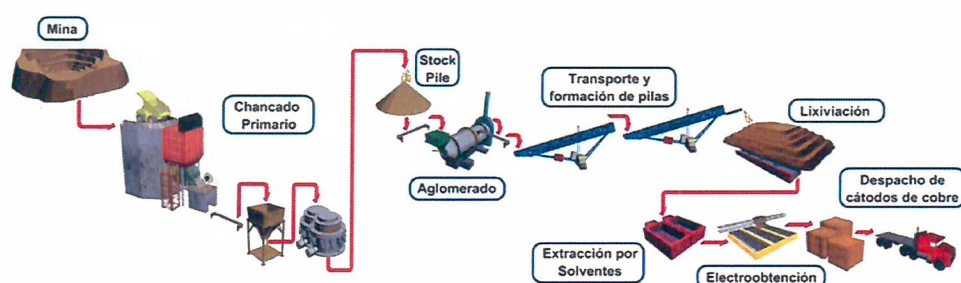 Mina
Chancado
Primario
Stock
Pile
Aglomerado
Transporte y
formación de pilas
Lixiviación
Extracción por
Solventes
Electroobtención
Despacho de
cátodos de cobre